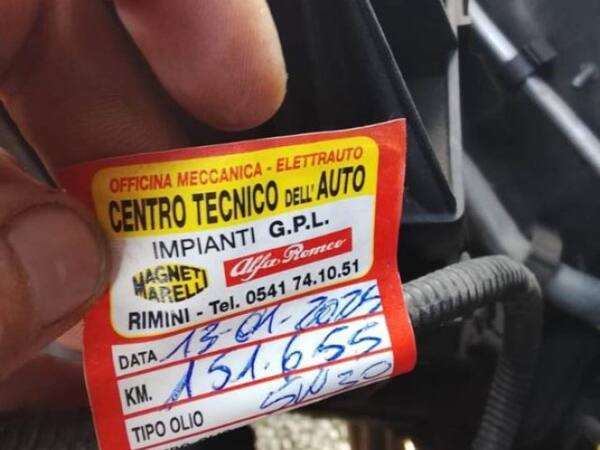 OFFICINA MECCANICA - ELETTRAUTO
CENTRO TECNICO DELL'AUTO
IMPIANTI G.P.L.
MAGNETI MARELLI
Alfa Romeo
RIMINI - Tel. 0541 74.10.51
DATA 13-01-2025
KM. 151.655
TIPO OLIO 5W30